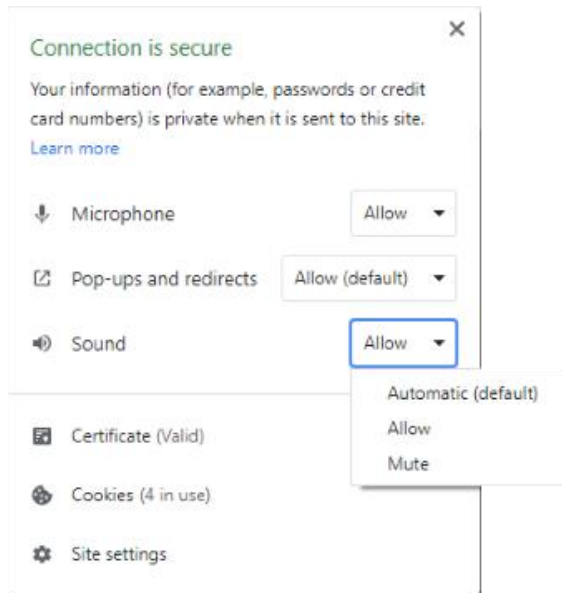 Connection is secure
Your information (for example, passwords or credit
card numbers) is private when it is sent to this site.
Learn more
Microphone Allow
Pop-ups and redirects Allow (default)
Sound Allow
Automatic (default)
Allow
Mute
Certificate (Valid)
Cookies (4 in use)
Site settings